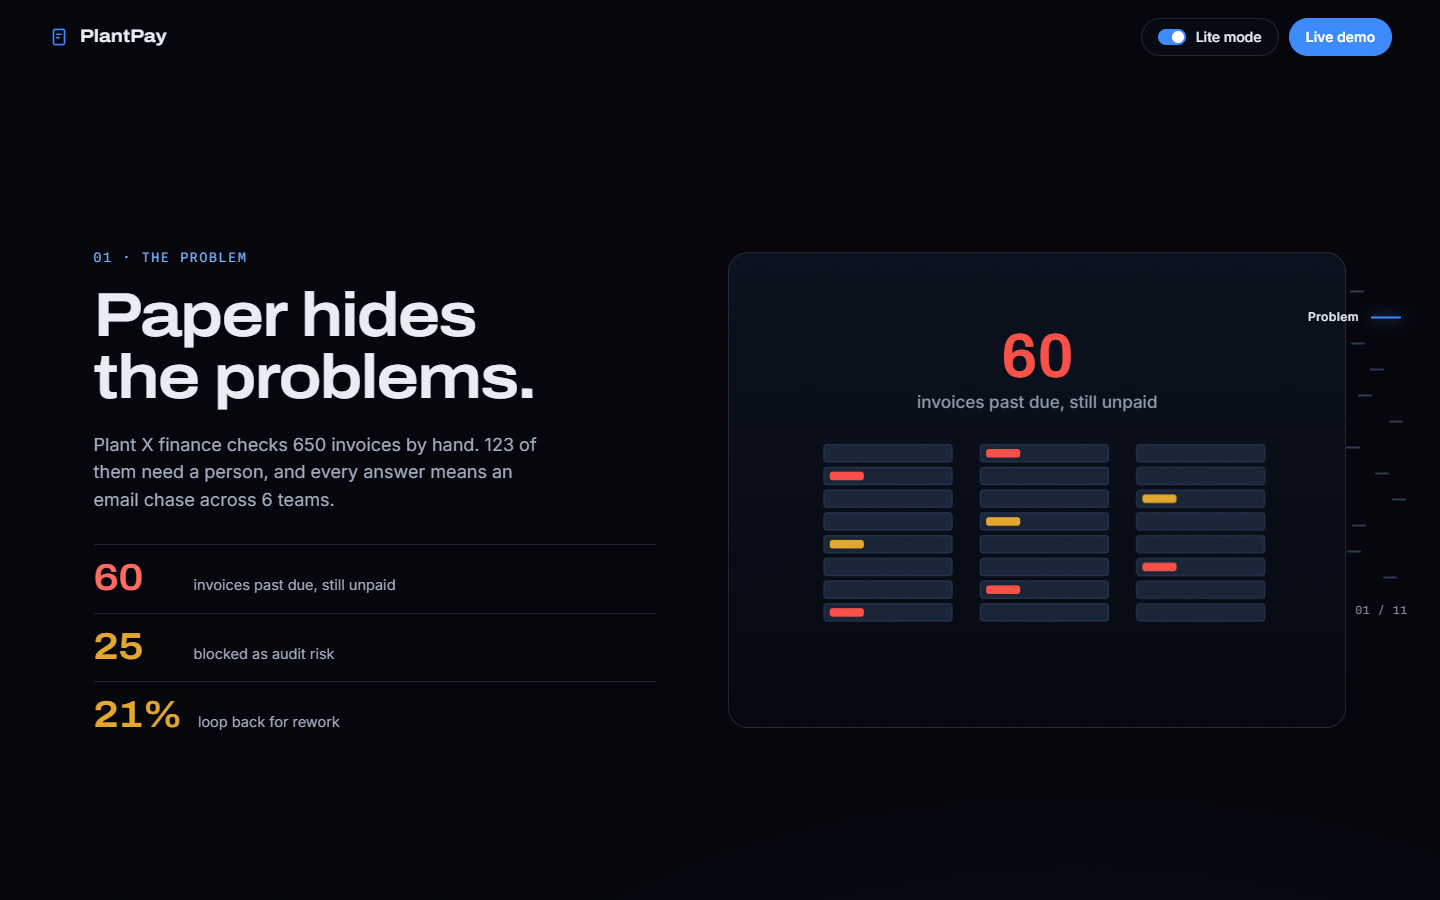 PlantPay
Lite mode
Live demo
01 · THE PROBLEM
Paper hides
the problems.
Plant X finance checks 650 invoices by hand. 123 of
them need a person, and every answer means an
email chase across 6 teams.
60 invoices past due, still unpaid
25 blocked as audit risk
21% loop back for rework
60
invoices past due, still unpaid
Problem
01 / 11